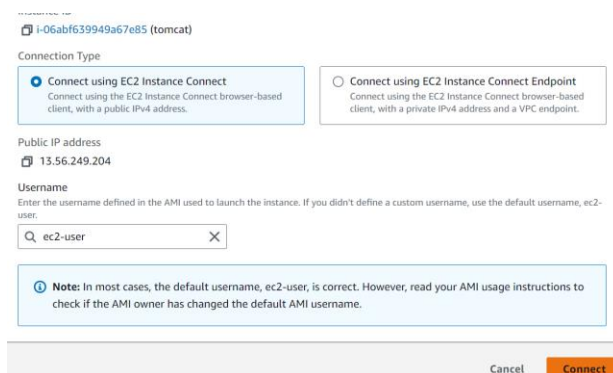 i-06abf639949a67e85 (tomcat)
Connection Type
Connect using EC2 Instance Connect
Connect using the EC2 Instance Connect browser-based
client, with a public IPv4 address.
Connect using EC2 Instance Connect Endpoint
Connect using the EC2 Instance Connect browser-based
client, with a private IPv4 address and a VPC endpoint.
Public IP address
13.56.249.204
Username
Enter the username defined in the AMI used to launch the instance. If you didn't define a custom username, use the default username, ec2-
user.
ec2-user
Note: In most cases, the default username, ec2-user, is correct. However, read your AMI usage instructions to
check if the AMI owner has changed the default AMI username.
Cancel
Connect